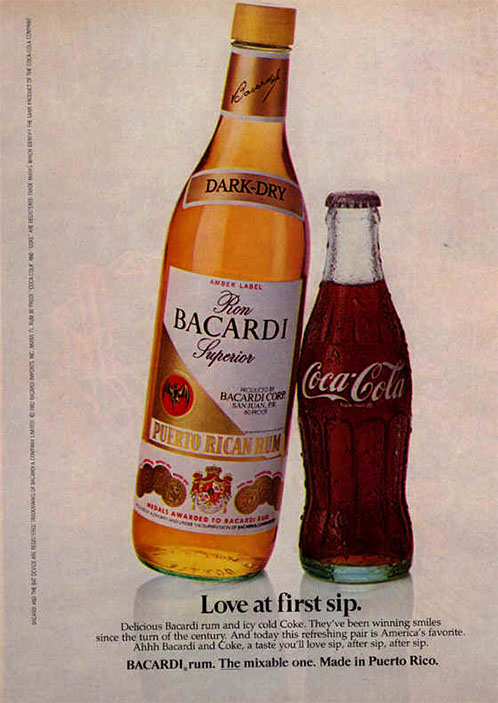 Bacardi
DARK-DRY
AMBER LABEL
Ron
BACARDI
Superior
PRODUCED BY
BACARDI CORP.
SAN JUAN, P.R.
80 PROOF
PUERTO RICAN RUM
MEDALS AWARDED TO BACARDI RUM
Coca-Cola
Love at first sip.
Delicious Bacardi rum and icy cold Coke. They've been winning smiles
since the turn of the century. And today this refreshing pair is America's favorite.
Ahhh Bacardi and Coke, a taste you'll love sip, after sip, after sip.
BACARDI® rum. The mixable one. Made in Puerto Rico.
BACARDI AND THE BAT DEVICE ARE REGISTERED TRADEMARKS OF BACARDI & COMPANY LIMITED. © 1982 BACARDI IMPORTS, INC., MIAMI, FL. RUM 80 PROOF. "COCA-COLA" AND "COKE" ARE REGISTERED TRADE-MARKS WHICH IDENTIFY THE SAME PRODUCT OF THE COCA-COLA COMPANY.